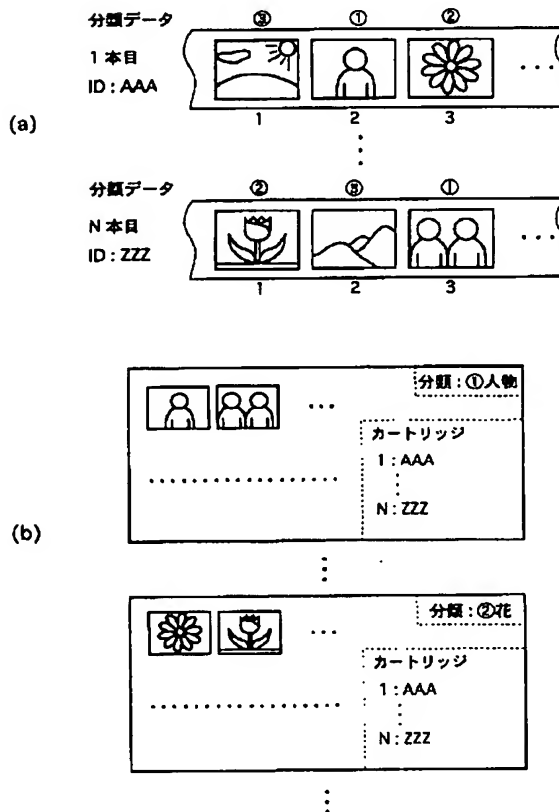 分類データ ③ ① ②
1 本目
ID : AAA
(a)
1 2 3
分類データ ② ③ ①
N 本目
ID : ZZZ
1 2 3
(b)
分類 : ①人物
カートリッジ
1 : AAA
N : ZZZ
分類 : ②花
カートリッジ
1 : AAA
N : ZZZ